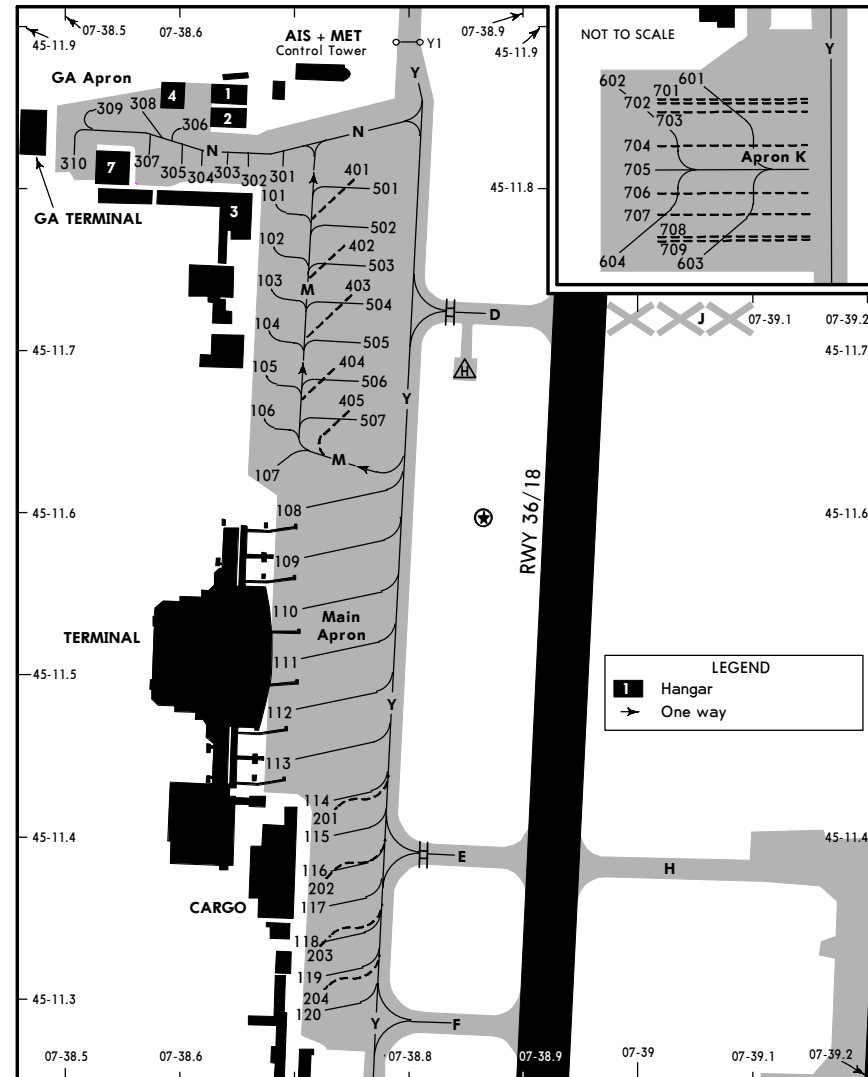 07-38.5
07-38.6
07-38.9
45-11.9
45-11.9
AIS + MET
Control Tower
Y1
Y
NOT TO SCALE
Y
602
601
701
702
703
704
Apron K
705
706
707
708
709
604
603
GA Apron
4
1
2
309
308
306
N
N
310
307
7
305
304
303
302
301
3
GA TERMINAL
401
45-11.8
101
501
102
502
402
503
103
403
M
504
D
J
07-39.1
07-39.2
104
505
45-11.7
45-11.7
404
105
506
H
405
Y
106
507
107
M
108
45-11.6
45-11.6
RWY 36/18
109
110
Main
Apron
TERMINAL
111
45-11.5
LEGEND
1 Hangar
One way
112
Y
113
114
201
115
45-11.4
45-11.4
E
116
202
H
117
CARGO
118
203
119
45-11.3
204
120
Y
F
07-38.5
07-38.6
07-38.8
07-38.9
07-39
07-39.1
07-39.2